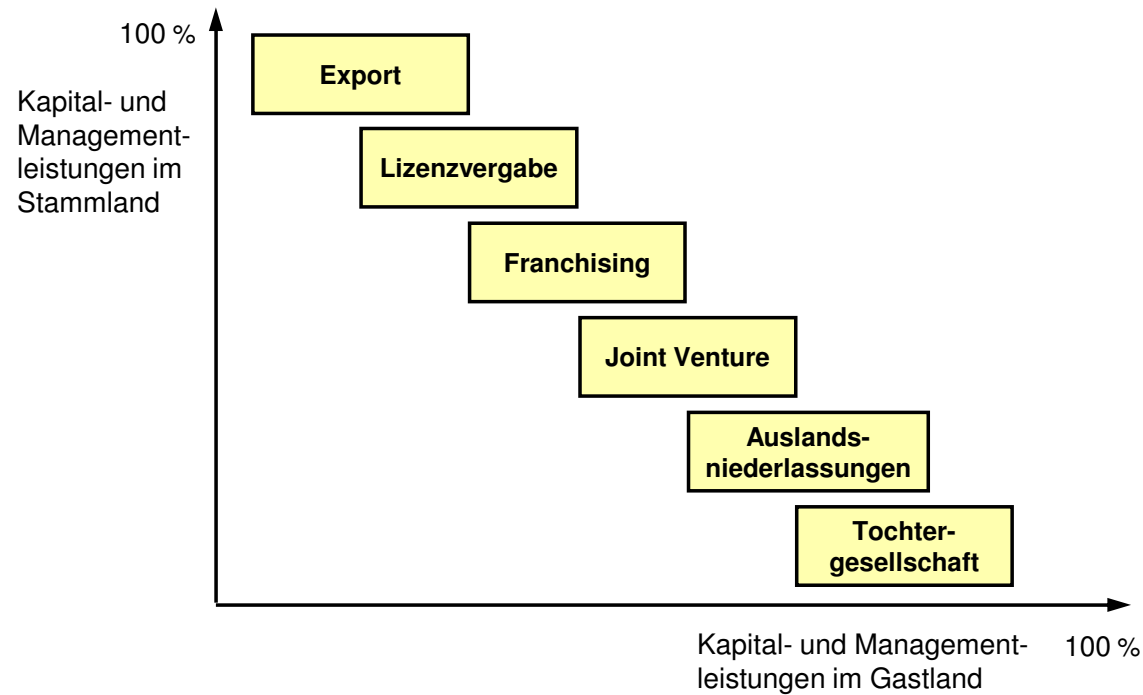 100 %
Kapital- und
Management-
leistungen im
Stammland
Export
Lizenzvergabe
Franchising
Joint Venture
Auslands-
niederlassungen
Tochter-
gesellschaft
Kapital- und Management-
leistungen im Gastland
100 %